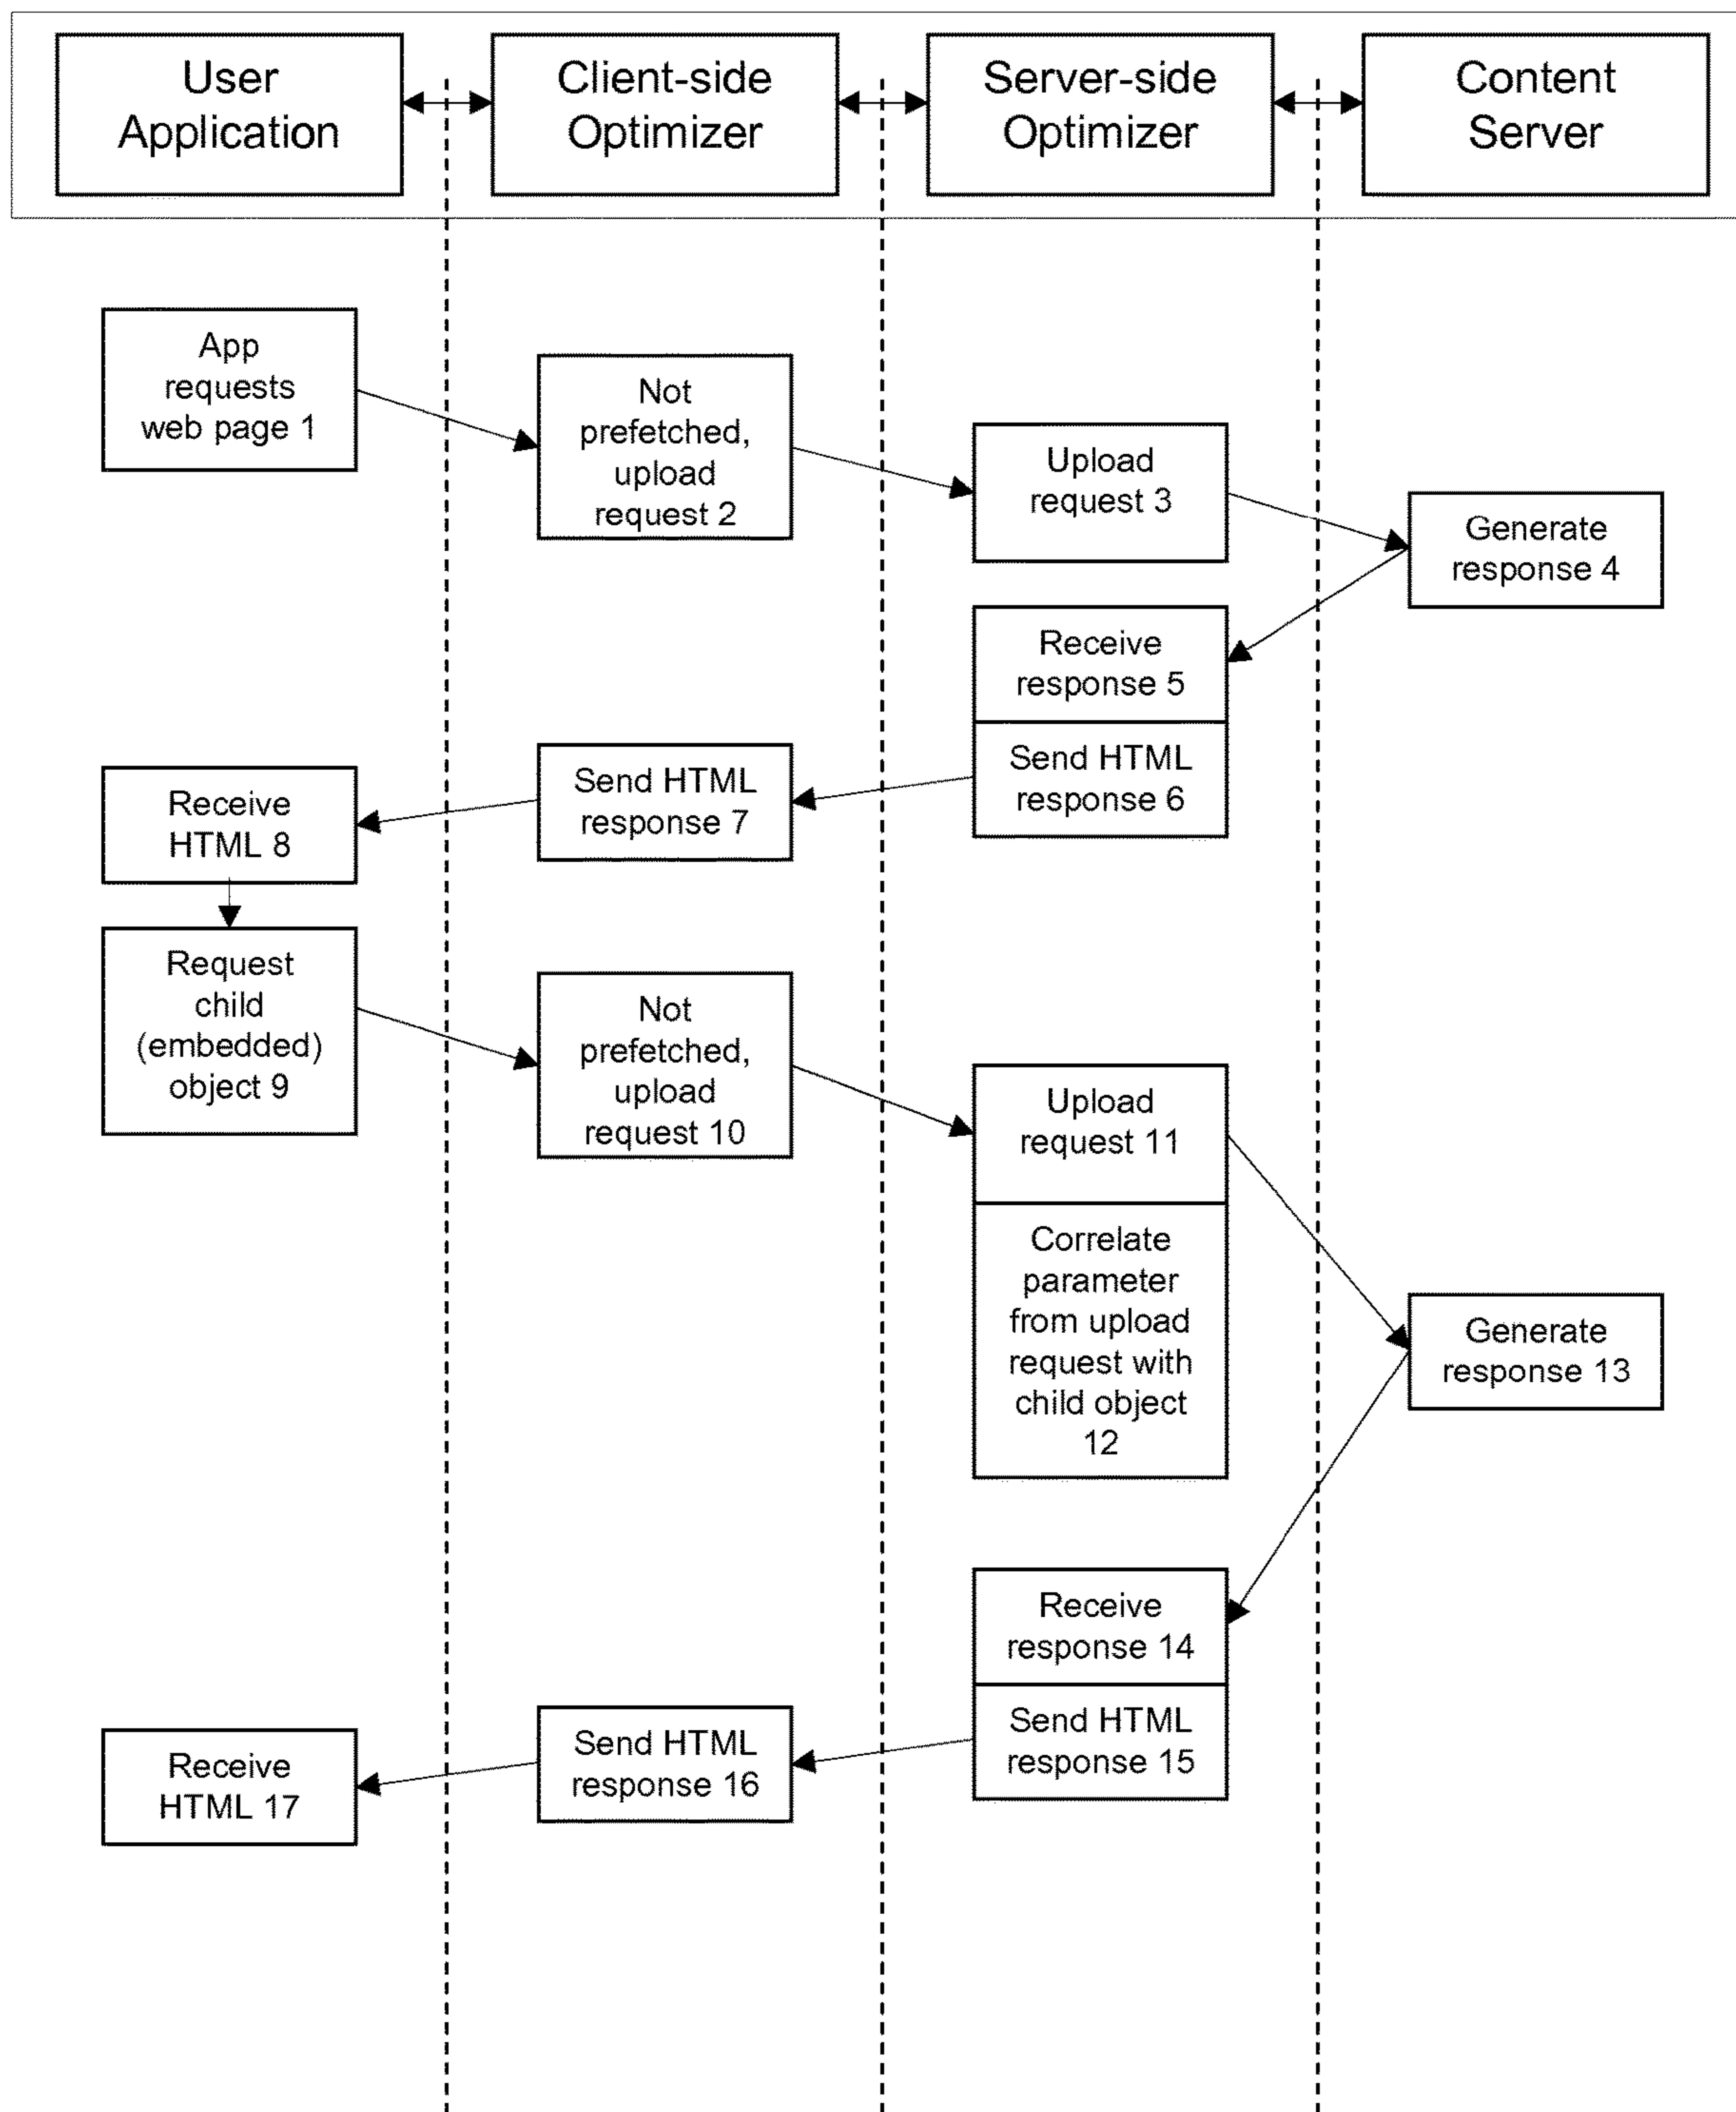 User
Application
Client-side
Optimizer
Server-side
Optimizer
Content
Server
App
requests
web page 1
Not
prefetched,
upload
request 2
Upload
request 3
Generate
response 4
Receive
response 5
Send HTML
response 6
Send HTML
response 7
Receive
HTML 8
Request
child
(embedded)
object 9
Not
prefetched,
upload
request 10
Upload
request 11
Correlate
parameter
from upload
request with
child object
12
Generate
response 13
Receive
response 14
Send HTML
response 15
Send HTML
response 16
Receive
HTML 17